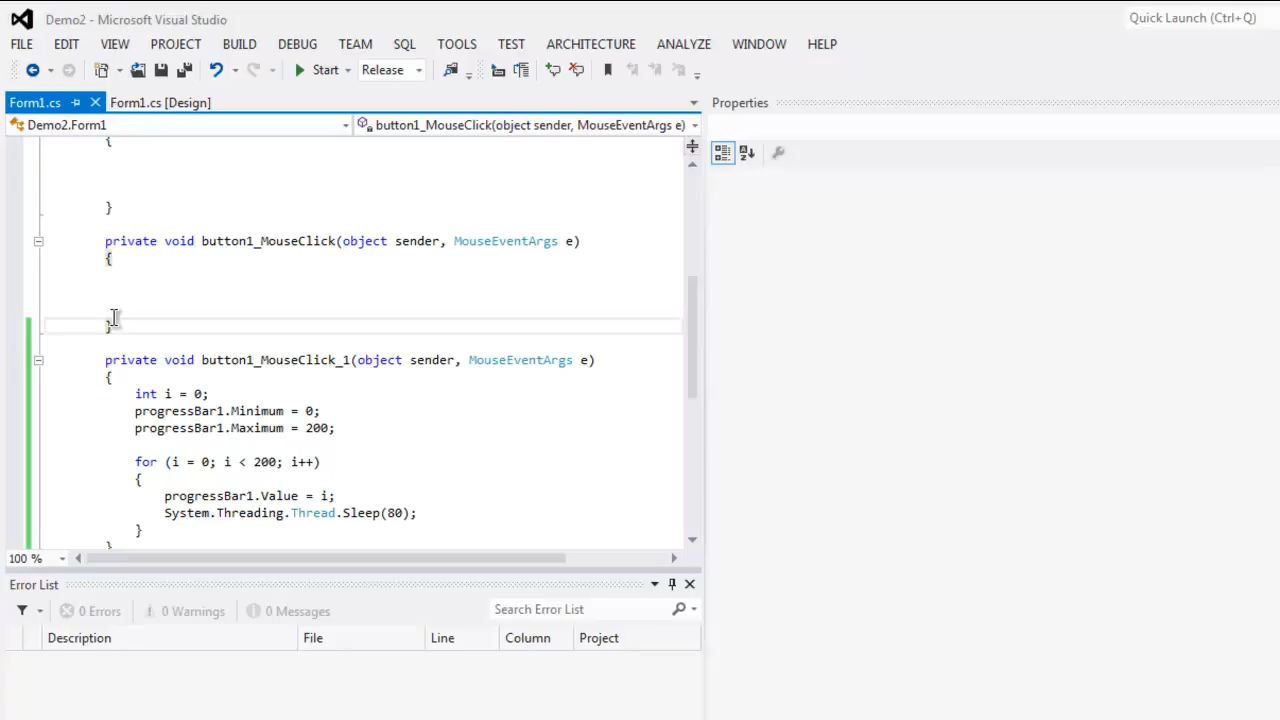 Demo2 - Microsoft Visual Studio
Quick Launch (Ctrl+Q)
FILE EDIT VIEW PROJECT BUILD DEBUG TEAM SQL TOOLS TEST ARCHITECTURE ANALYZE WINDOW HELP
Start Release
Form1.cs Form1.cs [Design]
Properties
Demo2.Form1
button1_MouseClick(object sender, MouseEventArgs e)
{
}
private void button1_MouseClick(object sender, MouseEventArgs e)
{
}
private void button1_MouseClick_1(object sender, MouseEventArgs e)
{
int i = 0;
progressBar1.Minimum = 0;
progressBar1.Maximum = 200;
for (i = 0; i < 200; i++)
{
progressBar1.Value = i;
System.Threading.Thread.Sleep(80);
}
}
100 %
Error List
0 Errors 0 Warnings 0 Messages Search Error List
Description File Line Column Project